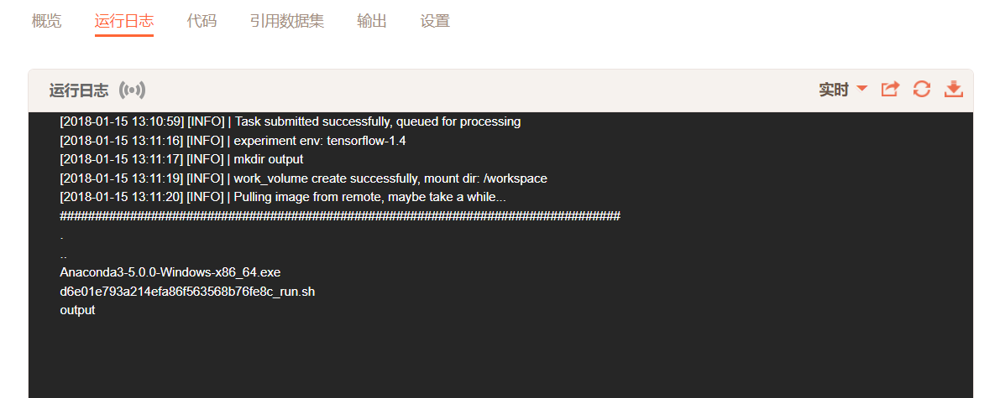 概览 运行日志 代码 引用数据集 输出 设置
运行日志 实时
[2018-01-15 13:10:59] [INFO] | Task submitted successfully, queued for processing
[2018-01-15 13:11:16] [INFO] | experiment env: tensorflow-1.4
[2018-01-15 13:11:17] [INFO] | mkdir output
[2018-01-15 13:11:19] [INFO] | work_volume create successfully, mount dir: /workspace
[2018-01-15 13:11:20] [INFO] | Pulling image from remote, maybe take a while...
################################################################################
.
..
Anaconda3-5.0.0-Windows-x86_64.exe
d6e01e793a214efa86f563568b76fe8c_run.sh
output